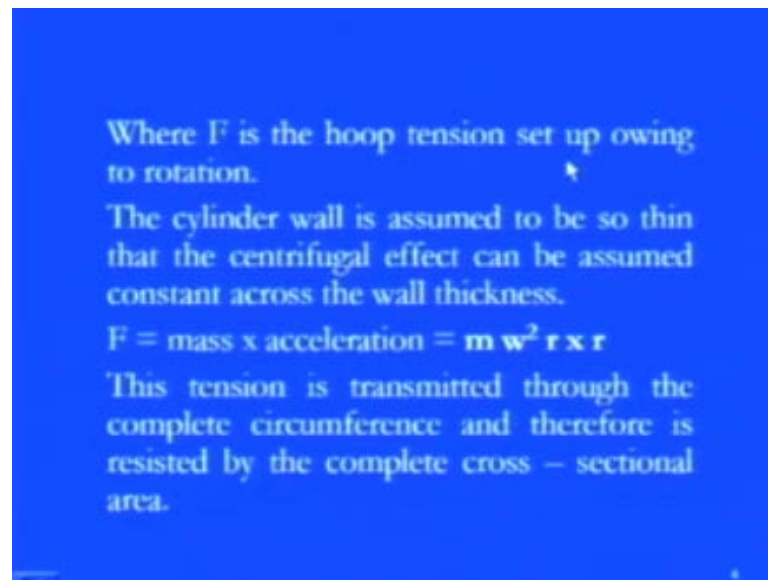 Where F is the hoop tension set up owing
to rotation.
The cylinder wall is assumed to be so thin
that the centrifugal effect can be assumed
constant across the wall thickness.
F = mass x acceleration = m w² r x r
This tension is transmitted through the
complete circumference and therefore is
resisted by the complete cross – sectional
area.